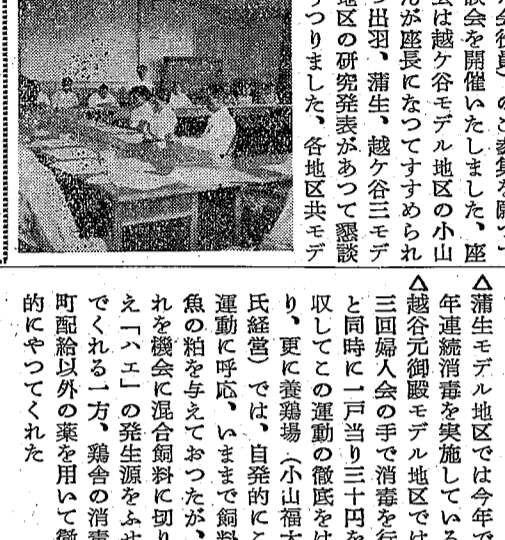 談会を開催いたしました、座
会は越ケ谷モデル地区の小山
んが座長になつてすすめられ
出羽、蒲生、越ケ谷三モデ
地区の研究発表があつて懇談
うつりました、各地区共モデ
△蒲生モデル地区では今年で
年連続消毒を実施している
△越谷元御殿モデル地区では
三回婦人会の手で消毒を行
と同時に一戸当り三十円を
収してこの運動の徹底をは
り、更に養鶏場(小山福太
氏経営)では、自発的にこ
運動に呼応、いままで飼料
魚の粕を与えておつたが、
れを機会に混合飼料に切り
え「ハエ」の発生源をふせ
でくれる一方、鶏舎の消毒
町配給以外の薬を用いて徹
的にやつてくれた